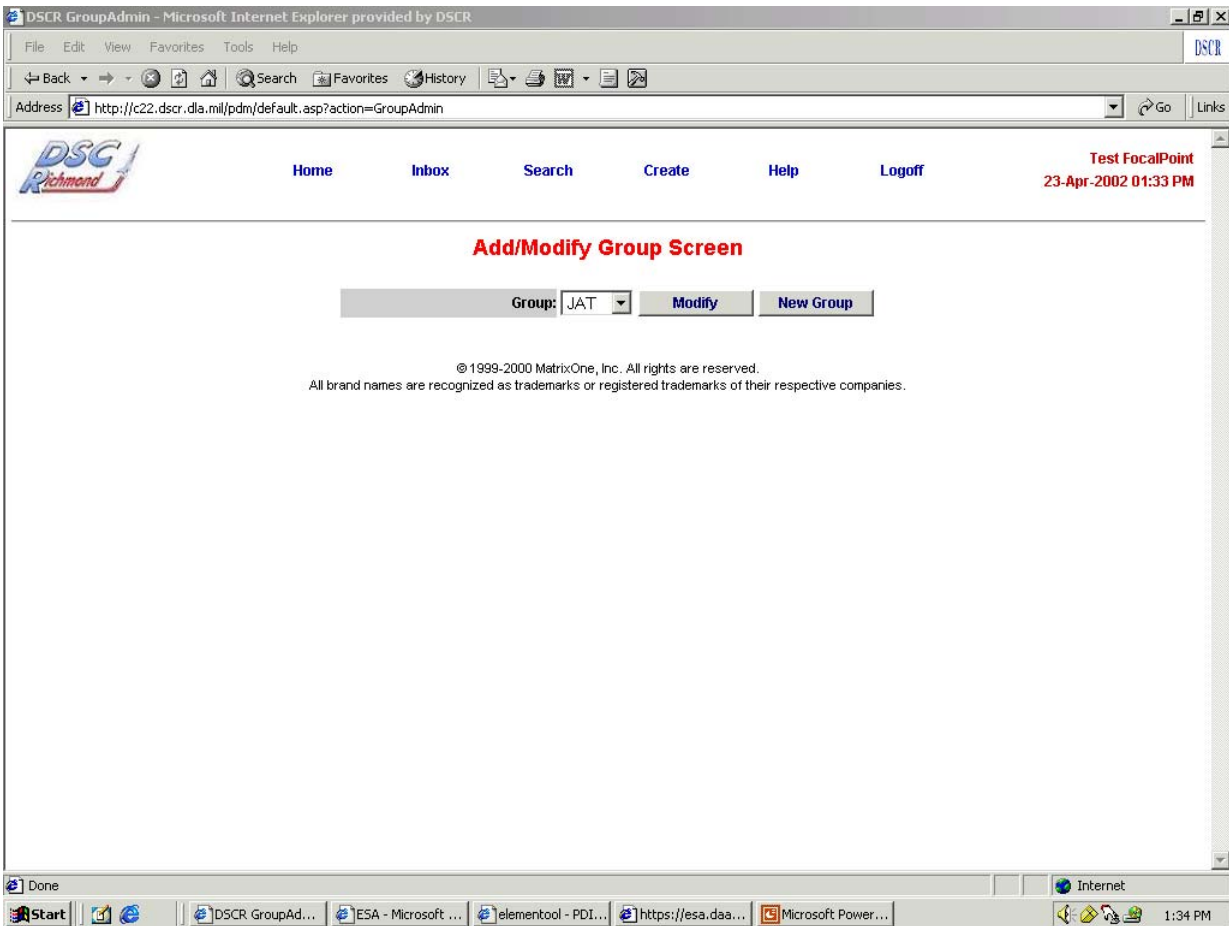 DSCR GroupAdmin - Microsoft Internet Explorer provided by DSCR
File Edit View Favorites Tools Help
DSCR
Back Search Favorites History
Address http://c22.dscr.dla.mil/pdm/default.asp?action=GroupAdmin Go Links
DSC
Richmond
Home Inbox Search Create Help Logoff
Test FocalPoint
23-Apr-2002 01:33 PM
Add/Modify Group Screen
Group: JAT Modify New Group
© 1999-2000 MatrixOne, Inc. All rights are reserved.
All brand names are recognized as trademarks or registered trademarks of their respective companies.
Done Internet
Start DSCR GroupAd... ESA - Microsoft ... elementool - PDI... https://esa.daa... Microsoft Power... 1:34 PM